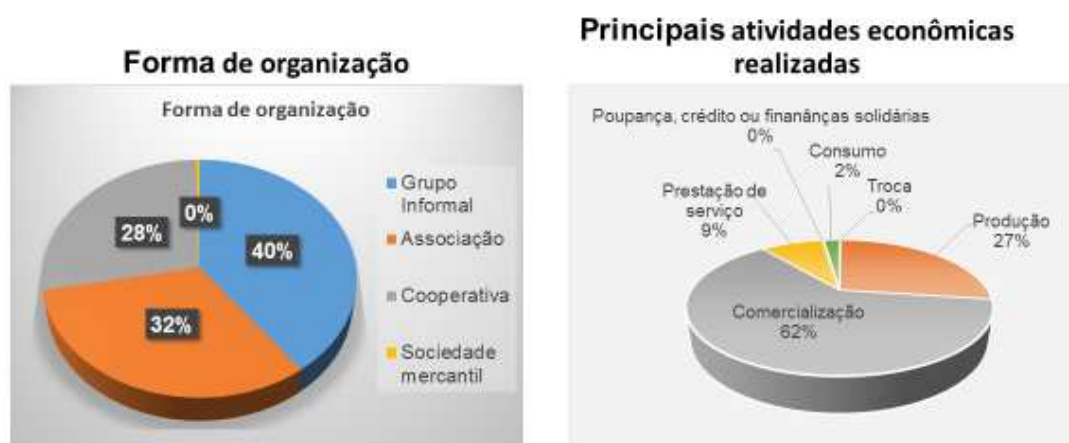 Forma de organização
Forma de organização
0%
28%
40%
32%
Grupo
Informal
Associação
Cooperativa
Sociedade
mercantil
Principais atividades econômicas
realizadas
Poupança, crédito ou finanânças solidárias
0%
Consumo
2%
Troca
0%
Prestação de
serviço
9%
Produção
27%
Comercialização
62%